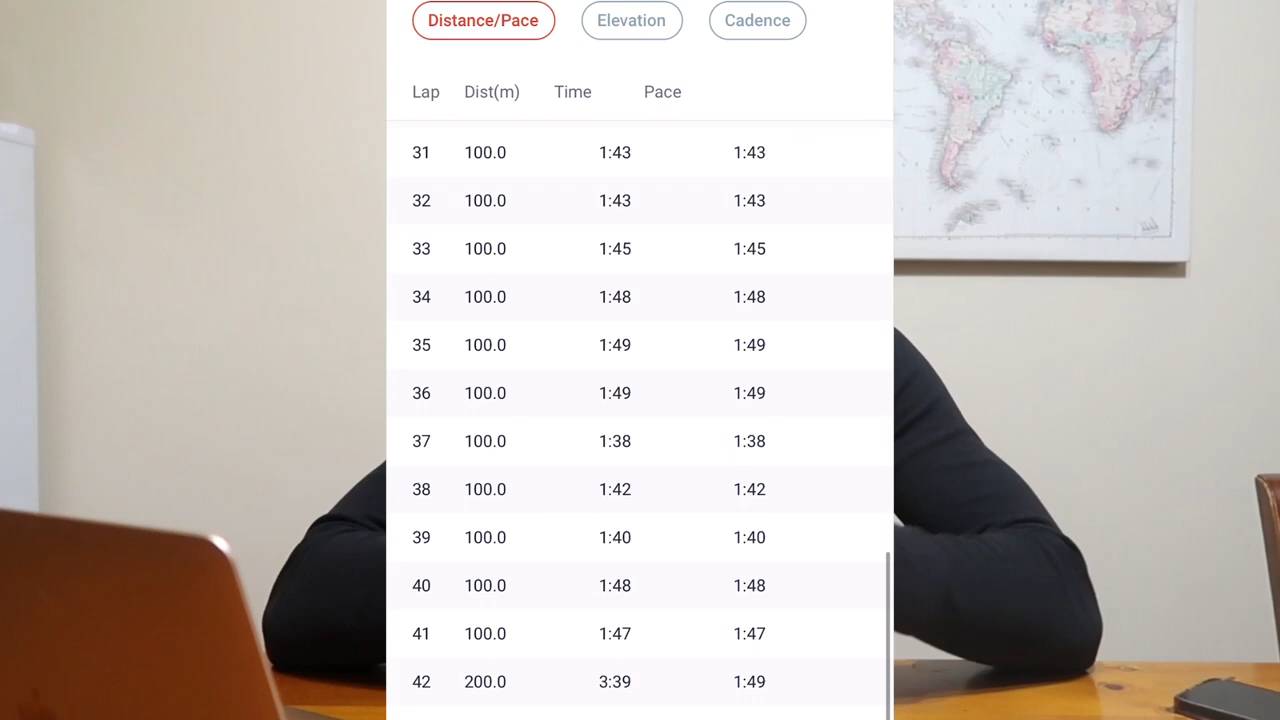 Distance/Pace Elevation Cadence
Lap Dist(m) Time Pace
31 100.0 1:43 1:43
32 100.0 1:43 1:43
33 100.0 1:45 1:45
34 100.0 1:48 1:48
35 100.0 1:49 1:49
36 100.0 1:49 1:49
37 100.0 1:38 1:38
38 100.0 1:42 1:42
39 100.0 1:40 1:40
40 100.0 1:48 1:48
41 100.0 1:47 1:47
42 200.0 3:39 1:49